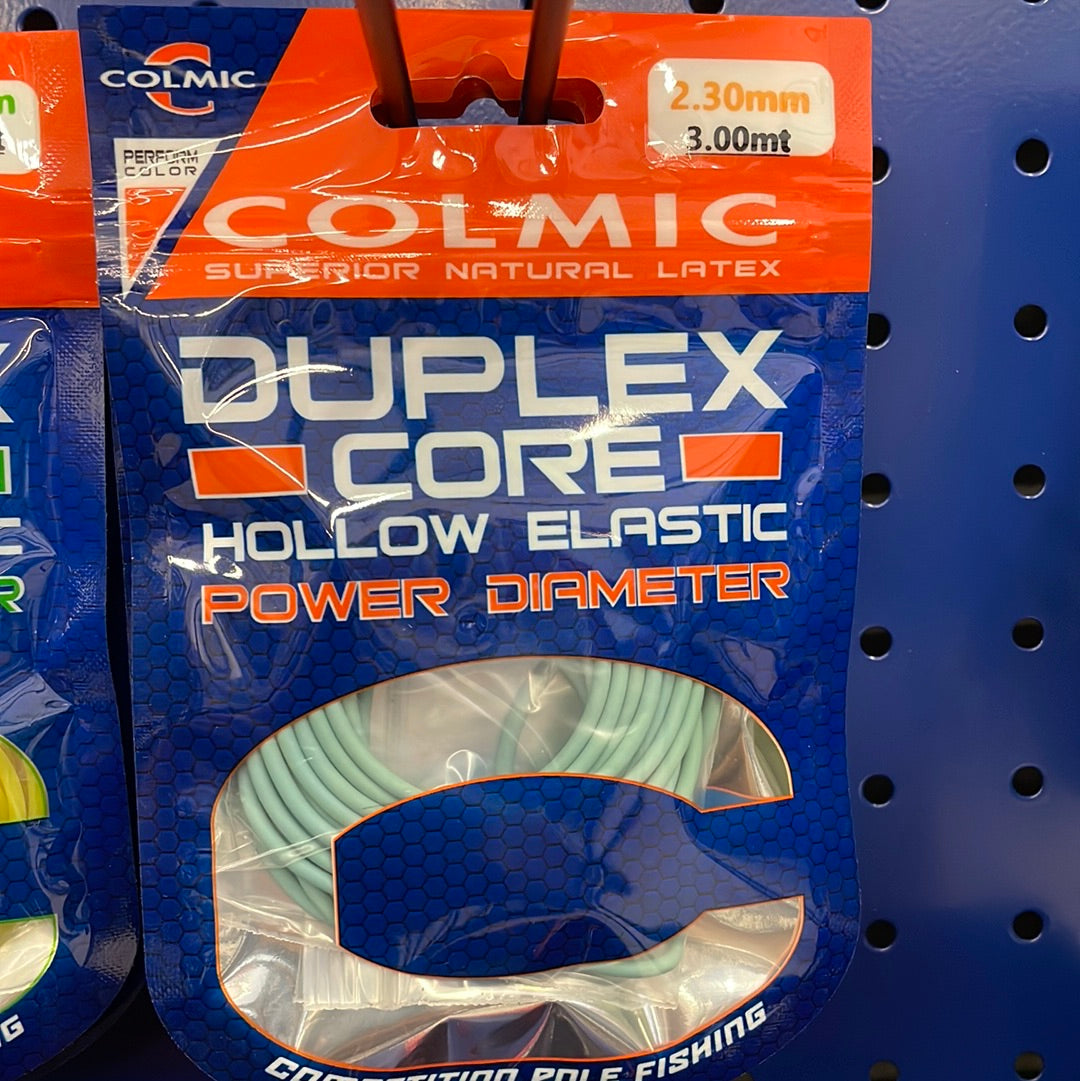 COLMIC
2.30mm
3.00mt
PERFORM
COLOR
COLMIC
SUPERIOR NATURAL LATEX
DUPLEX
CORE
HOLLOW ELASTIC
POWER DIAMETER
COMPETITION POLE FISHING